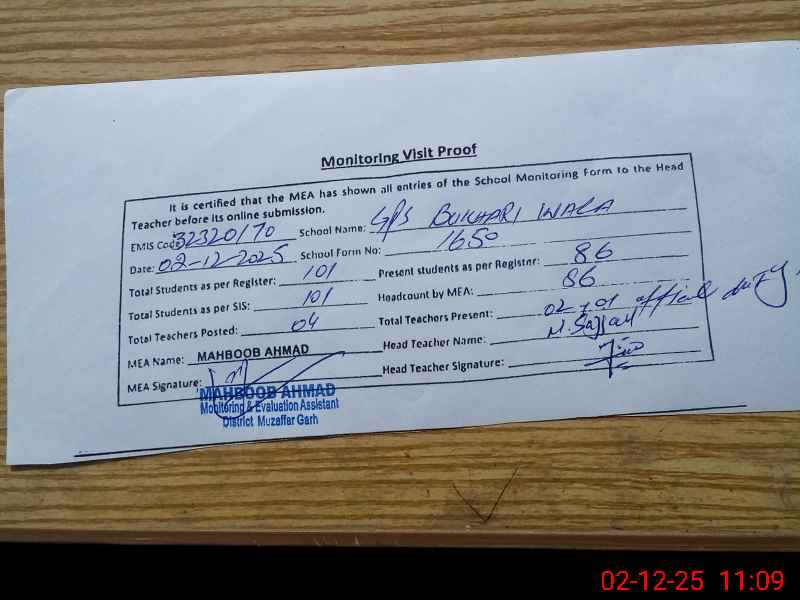 Monitoring Visit Proof
It is certified that the MEA has shown all entries of the School Monitoring Form to the Head
Teacher before its online submission.
EMIS Code: 32320170 School Name: GPS BUKHARI WALA
Date: 02-12-2025 School Form No: 1650
Total Students as per Register: 101 Present students as per Register: 86
Total Students as per SIS: 101 Headcount by MEA: 86
Total Teachers Posted: 04 Total Teachers Present: 02 + 01 official duty
MEA Name: MAHBOOB AHMAD Head Teacher Name: M. Sajjad
MEA Signature: Head Teacher Signature:
MAHBOOB AHMAD
Monitoring & Evaluation Assistant
District Muzaffar Garh
02-12-25 11:09